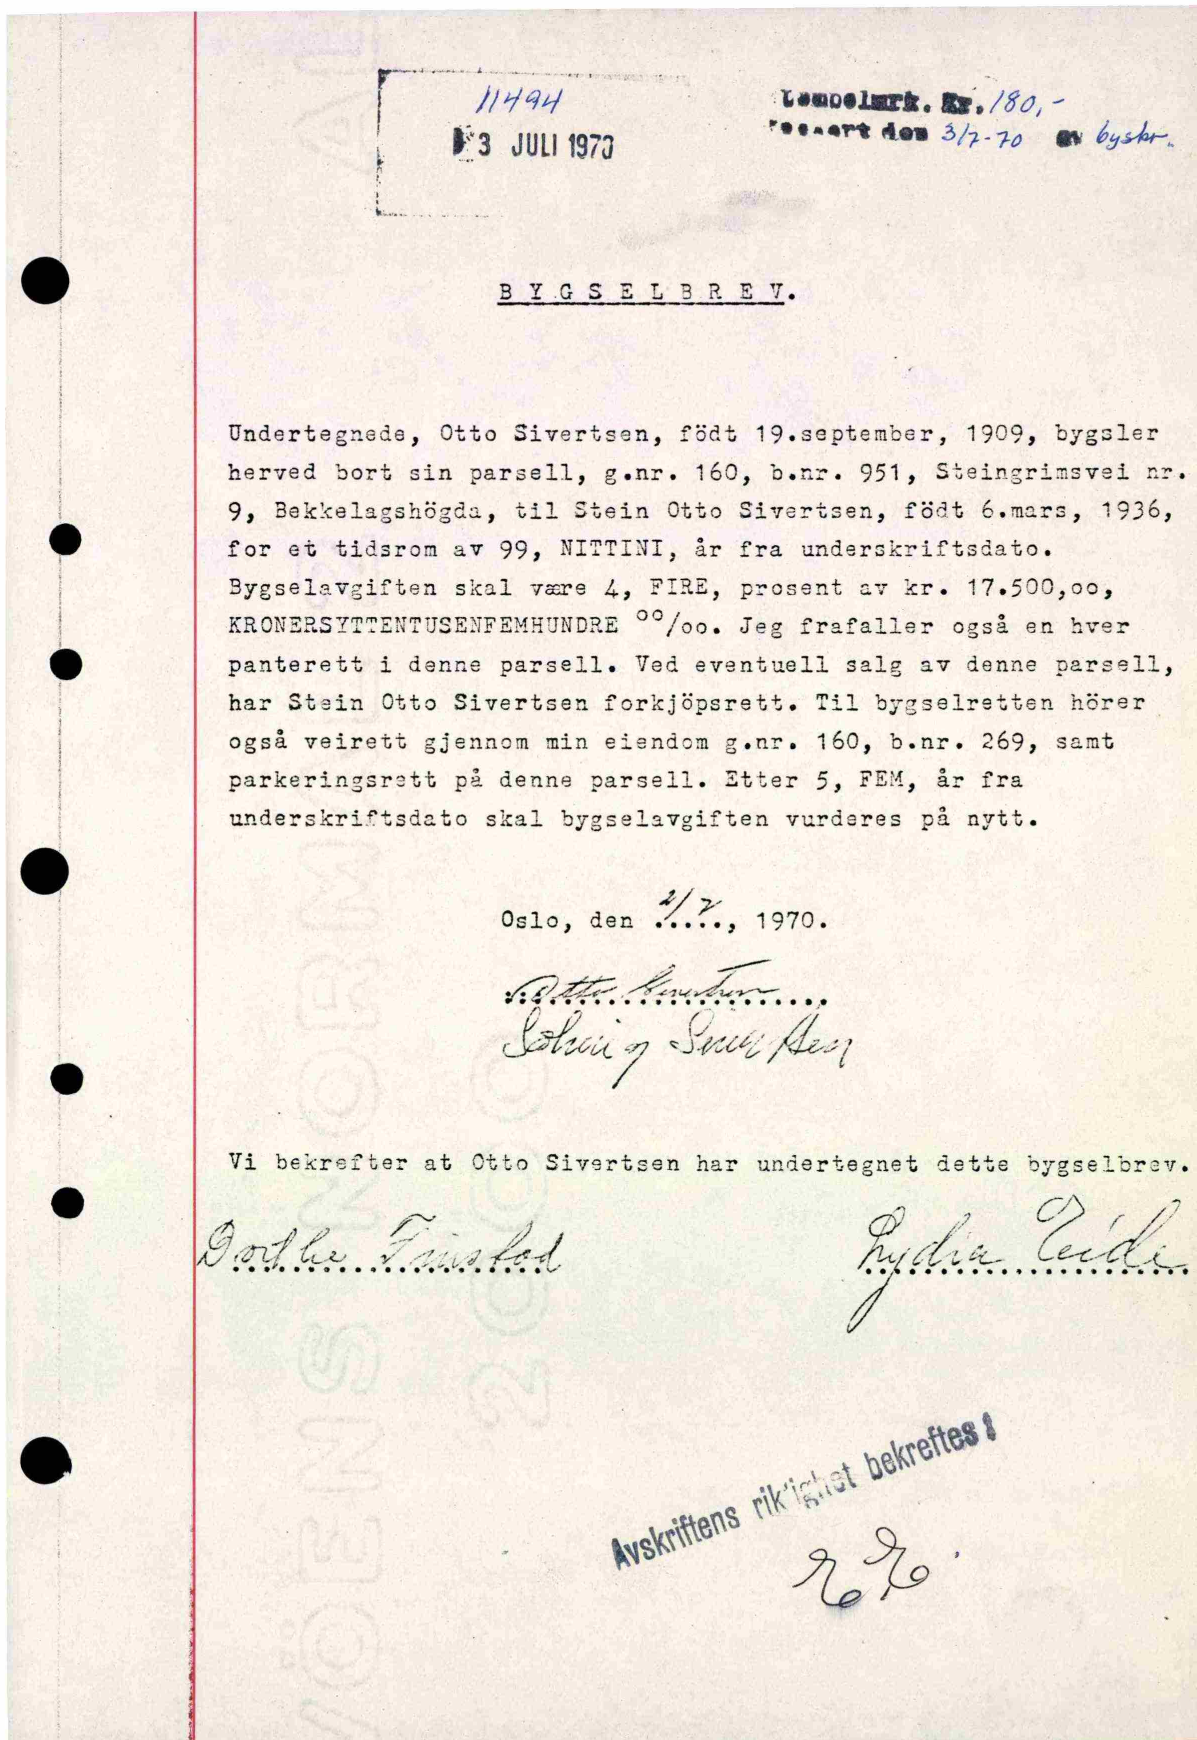 11494
3 JULI 1970
Stempelmrk. Kr. 180,-
kassert den 3/7-70 av byskr.
BYGSELBREV.
Undertegnede, Otto Sivertsen, födt 19.september, 1909, bygsler
herved bort sin parsell, g.nr. 160, b.nr. 951, Steingrimsvei nr.
9, Bekkelagshögda, til Stein Otto Sivertsen, födt 6.mars, 1936,
for et tidsrom av 99, NITTINI, år fra underskriftsdato.
Bygselavgiften skal være 4, FIRE, prosent av kr. 17.500,oo,
KRONERSYTTENTUSENFEMHUNDRE oo/oo. Jeg frafaller også en hver
panterett i denne parsell. Ved eventuell salg av denne parsell,
har Stein Otto Sivertsen forkjöpsrett. Til bygselretten hörer
også veirett gjennom min eiendom g.nr. 160, b.nr. 269, samt
parkeringsrett på denne parsell. Etter 5, FEM, år fra
underskriftsdato skal bygselavgiften vurderes på nytt.
Oslo, den 2/7, 1970.
Otto Sivertsen
Solveig Sivertsen
Vi bekrefter at Otto Sivertsen har undertegnet dette bygselbrev.
Dorthe Finstad
Lydia Eide
Avskriftens riktighet bekreftes: